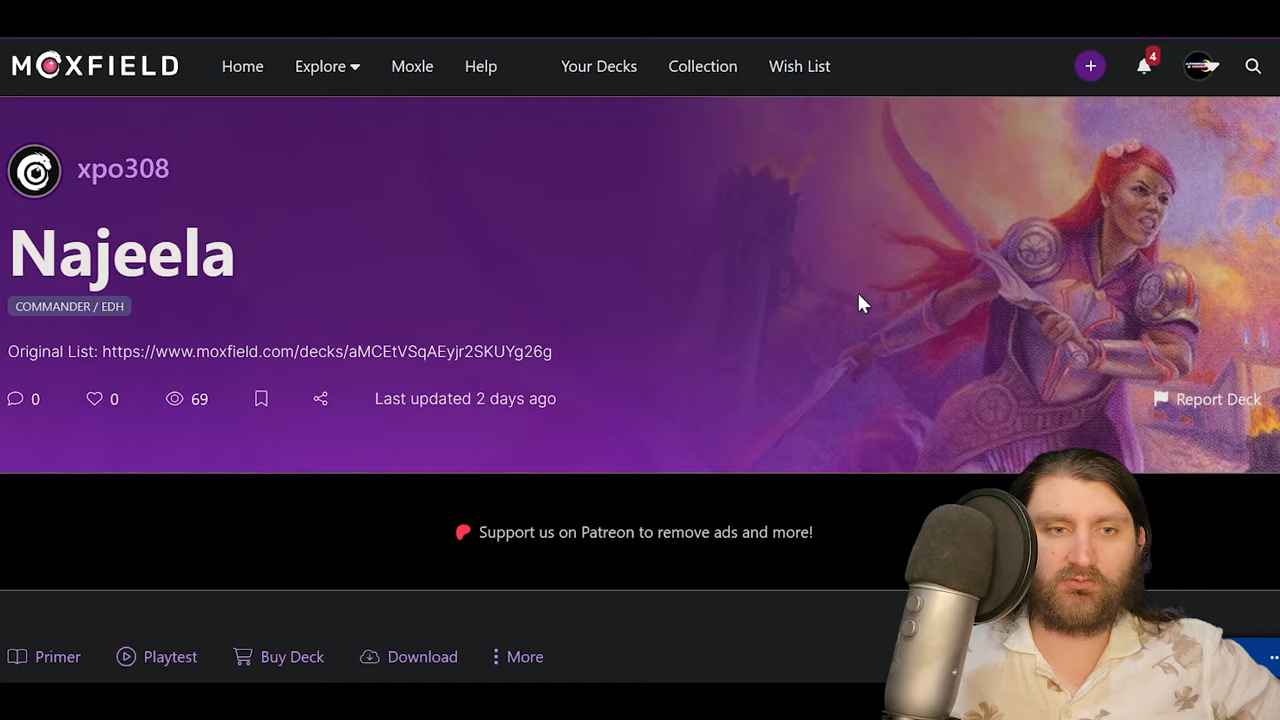 MOXFIELD Home Explore Moxle Help Your Decks Collection Wish List 4
xpo308
Najeela
COMMANDER / EDH
Original List: https://www.moxfield.com/decks/aMCEtVSqAEyjr2SKUYg26g
0 0 69 Last updated 2 days ago Report Deck
Support us on Patreon to remove ads and more!
Primer Playtest Buy Deck Download More